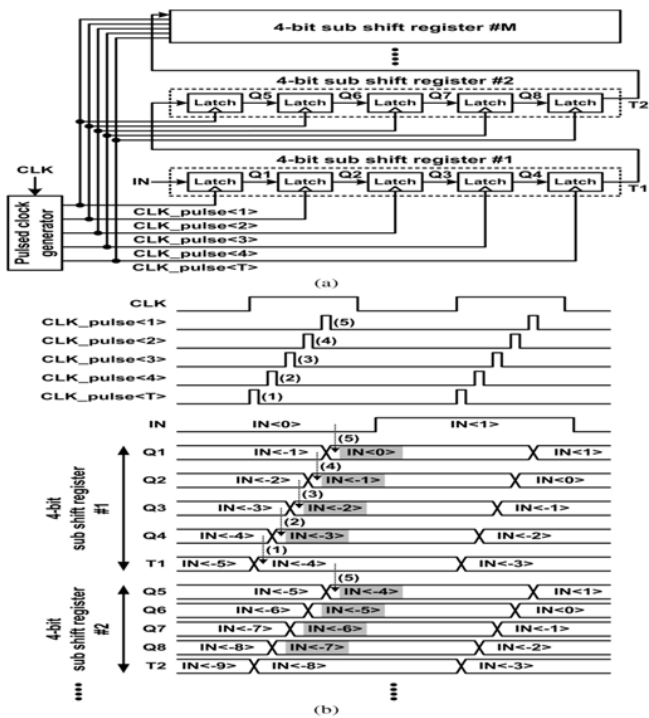 4-bit sub shift register #M
4-bit sub shift register #2
Q5 Q6 Q7 Q8
Latch Latch Latch Latch Latch
T2
4-bit sub shift register #1
CLK
IN
Q1 Q2 Q3 Q4
Latch Latch Latch Latch Latch
T1
Pulsed clock generator
CLK_pulse<1>
CLK_pulse<2>
CLK_pulse<3>
CLK_pulse<4>
CLK_pulse<T>
(a)
CLK
CLK_pulse<1> (5)
CLK_pulse<2> (4)
CLK_pulse<3> (3)
CLK_pulse<4> (2)
CLK_pulse<T> (1)
IN IN<0> IN<1>
(5)
Q1 IN<-1> IN<0> IN<1>
(4)
Q2 IN<-2> IN<-1> IN<0>
(3)
Q3 IN<-3> IN<-2> IN<-1>
(2)
Q4 IN<-4> IN<-3> IN<-2>
(1)
T1 IN<-5> IN<-4> IN<-3>
4-bit sub shift register #1
(5)
Q5 IN<-5> IN<-4> IN<1>
Q6 IN<-6> IN<-5> IN<0>
Q7 IN<-7> IN<-6> IN<-1>
Q8 IN<-8> IN<-7> IN<-2>
T2 IN<-9> IN<-8> IN<-3>
4-bit sub shift register #2
(b)